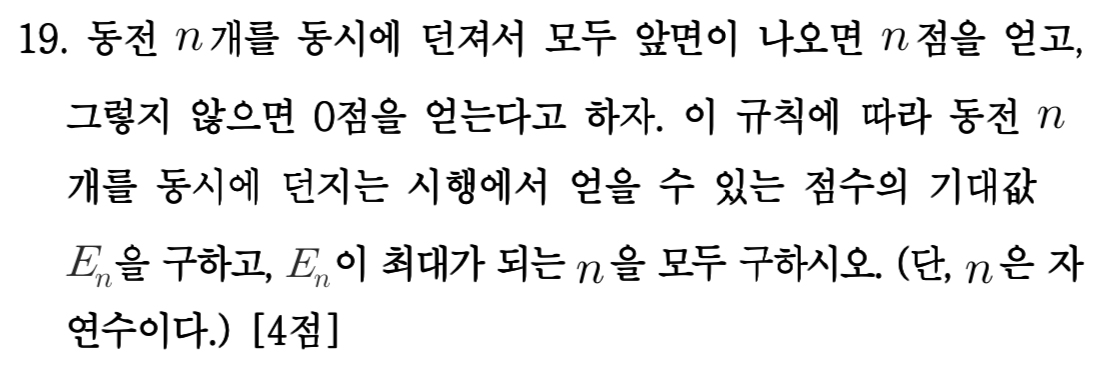 19. 동전 n개를 동시에 던져서 모두 앞면이 나오면 n점을 얻고,
그렇지 않으면 0점을 얻는다고 하자. 이 규칙에 따라 동전 n
개를 동시에 던지는 시행에서 얻을 수 있는 점수의 기대값
Eₙ을 구하고, Eₙ이 최대가 되는 n을 모두 구하시오. (단, n은 자
연수이다.) [4점]